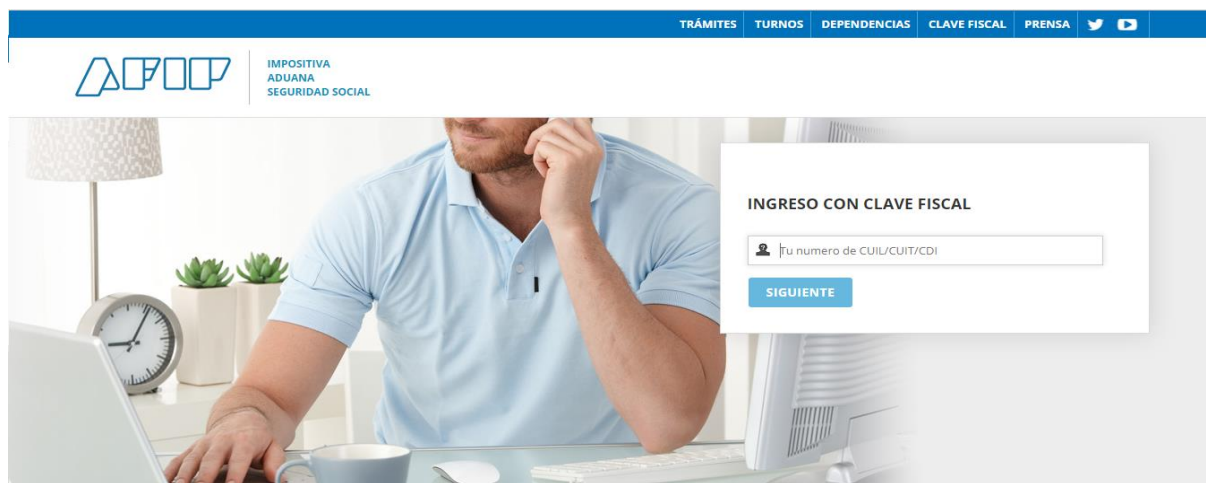 TRÁMITES TURNOS DEPENDENCIAS CLAVE FISCAL PRENSA
AFIP
IMPOSITIVA
ADUANA
SEGURIDAD SOCIAL
INGRESO CON CLAVE FISCAL
Tu numero de CUIL/CUIT/CDI
SIGUIENTE